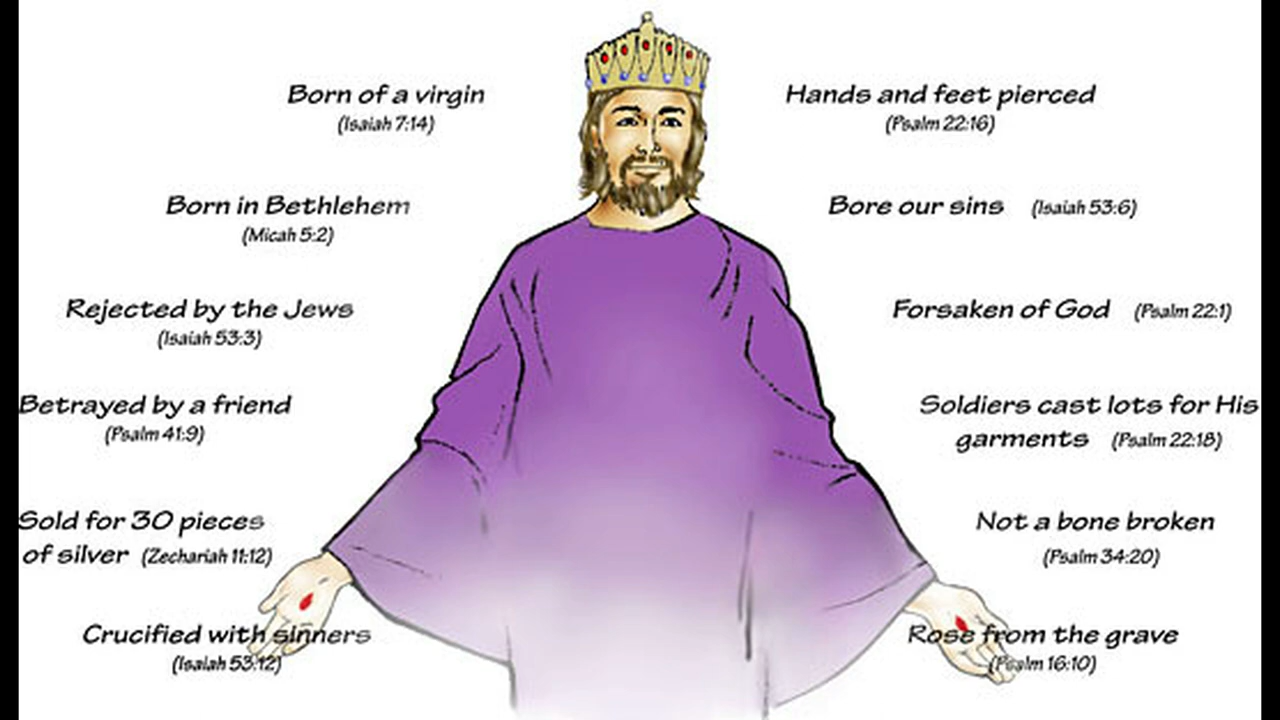 Born of a virgin
(Isaiah 7:14)
Born in Bethlehem
(Micah 5:2)
Rejected by the Jews
(Isaiah 53:3)
Betrayed by a friend
(Psalm 41:9)
Sold for 30 pieces
of silver (Zechariah 11:12)
Crucified with sinners
(Isaiah 53:12)
Hands and feet pierced
(Psalm 22:16)
Bore our sins (Isaiah 53:6)
Forsaken of God (Psalm 22:1)
Soldiers cast lots for His
garments (Psalm 22:18)
Not a bone broken
(Psalm 34:20)
Rose from the grave
(Psalm 16:10)